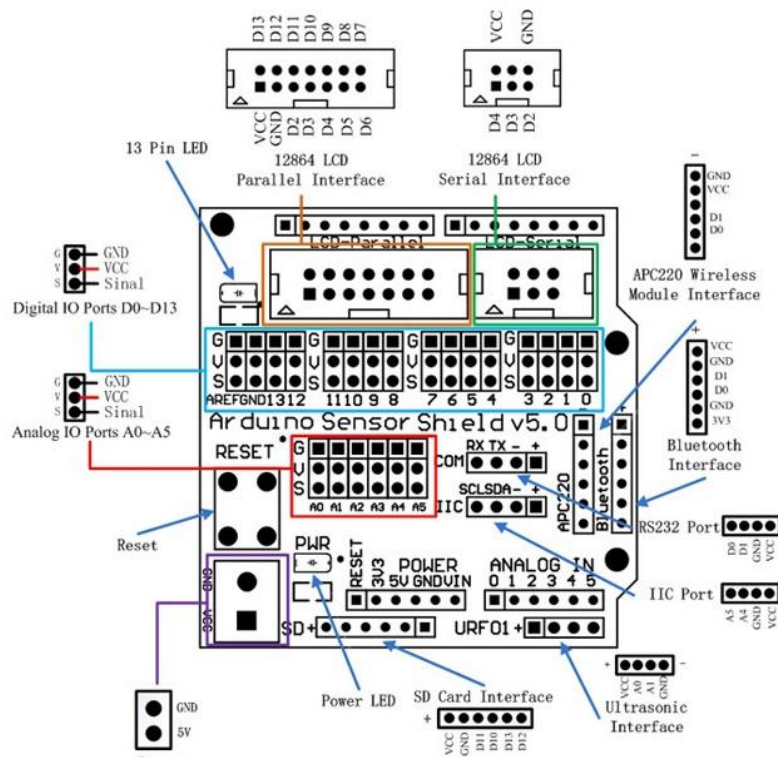 D13 D12 D11 D10 D9 D8 D7
VCC GND D2 D3 D4 D5 D6
VCC GND
D4 D3 D2
13 Pin LED
12864 LCD
Parallel Interface
12864 LCD
Serial Interface
-
GND
VCC
D1
D0
APC220 Wireless
Module Interface
LCD-Parallel
LCD-Serial
G GND
V VCC
S Sinal
Digital IO Ports D0~D13
G GND
V VCC
S Sinal
Analog IO Ports A0~A5
G G G G
V V V V
S S S S
AREF GND 13 12 11 10 9 8 7 6 5 4 3 2 1 0
Arduino Sensor Shield v5.0
+
VCC
GND
D1
D0
GND
3V3
Bluetooth
Interface
- +
APC220
Bluetooth
RESET
G
V
S
A0 A1 A2 A3 A4 A5
RX TX - +
COM
SCL SDA - +
IIC
Reset
RS232 Port
D0 D1 GND VCC
IIC Port
A5 A4 GND VCC
PWR
GND
VCC
POWER
RESET 3V3 5V GND VIN
ANALOG IN
0 1 2 3 4 5
SD+
URF01+
Power LED
SD Card Interface
+
VCC GND D11 D10 D13 D12
+ -
VCC A0 A1 GND
Ultrasonic
Interface
GND
5V